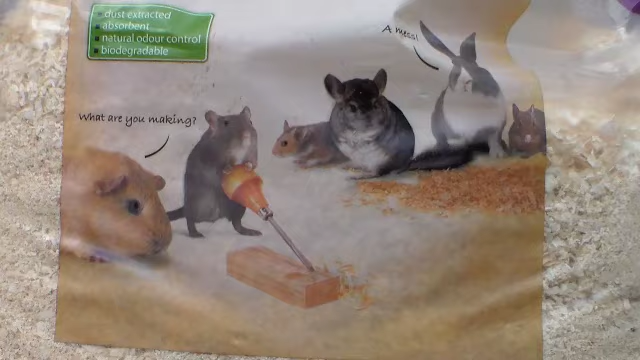 dust extracted
absorbent
natural odour control
biodegradable
A mess!
What are you making?